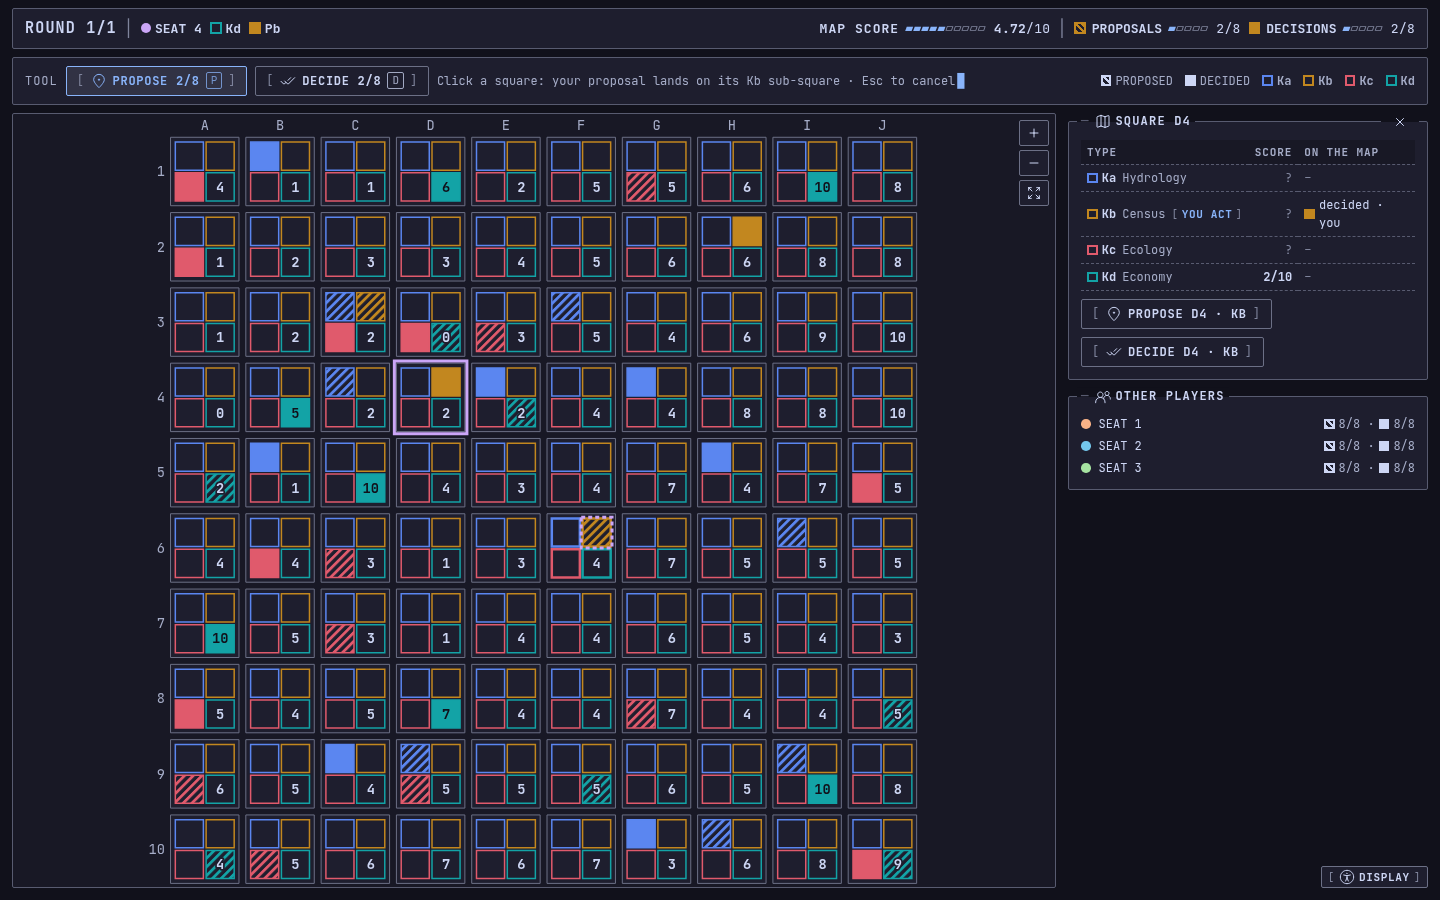 ROUND 1/1 SEAT 4 Kd Pb MAP SCORE 4.72/10 PROPOSALS 2/8 DECISIONS 2/8
TOOL [ PROPOSE 2/8 P ] [ DECIDE 2/8 D ] Click a square: your proposal lands on its Kb sub-square · Esc to cancel PROPOSED DECIDED Ka Kb Kc Kd
A B C D E F G H I J
1 4 1 1 6 2 5 5 6 10 8
2 1 2 3 3 4 5 6 6 8 8
3 1 2 2 0 3 5 4 6 9 10
4 0 5 2 2 2 4 4 8 8 10
5 2 1 10 4 3 4 7 4 7 5
6 4 4 3 1 3 4 7 5 5 5
7 10 5 3 1 4 4 6 5 4 3
8 5 4 5 7 4 4 7 4 4 5
9 6 5 4 5 5 5 6 5 10 8
10 4 5 6 7 6 7 3 6 8 9
+
−
SQUARE D4
TYPE SCORE ON THE MAP
Ka Hydrology ? –
Kb Census [ YOU ACT ] ? decided · you
Kc Ecology ? –
Kd Economy 2/10 –
[ PROPOSE D4 · KB ]
[ DECIDE D4 · KB ]
OTHER PLAYERS
SEAT 1 8/8 · 8/8
SEAT 2 8/8 · 8/8
SEAT 3 8/8 · 8/8
[ DISPLAY ]